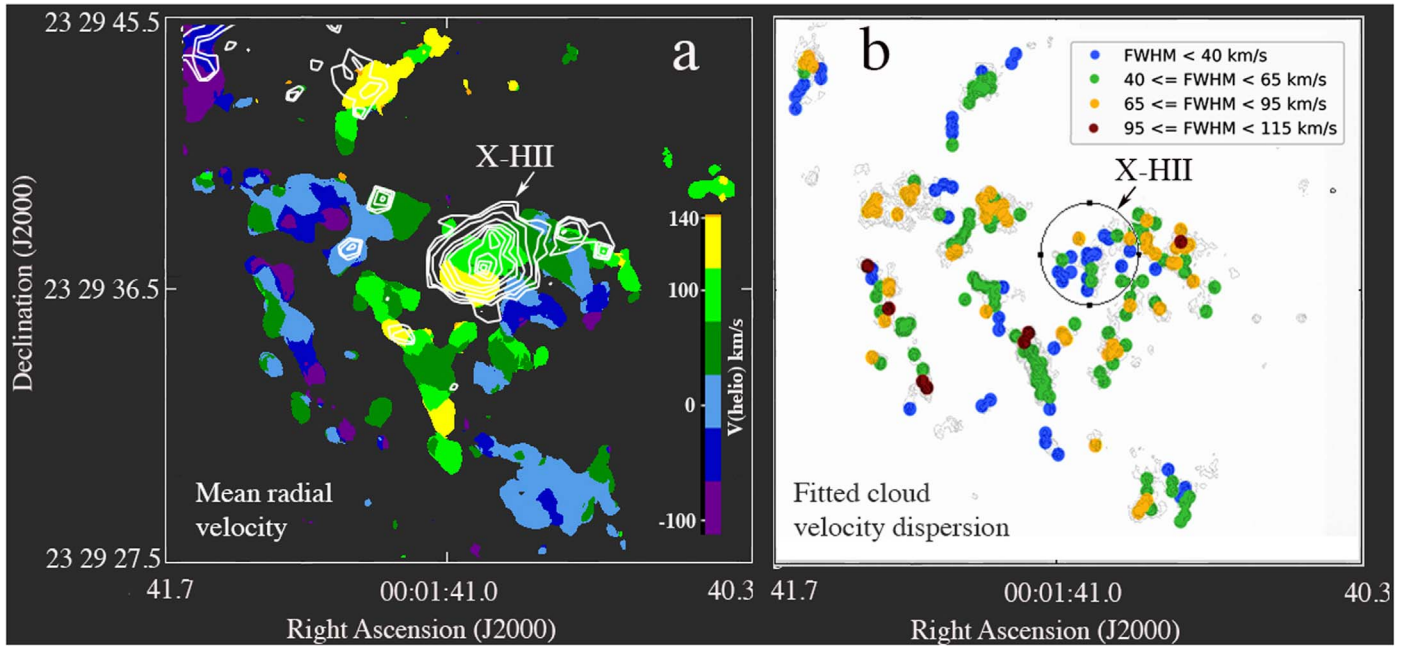 23 29 45.5
23 29 36.5
23 29 27.5
Declination (J2000)
a
X-HII
140
100
0
-100
V(helio) km/s
Mean radial
velocity
41.7
00:01:41.0
40.3
Right Ascension (J2000)
b
FWHM < 40 km/s
40 <= FWHM < 65 km/s
65 <= FWHM < 95 km/s
95 <= FWHM < 115 km/s
X-HII
Fitted cloud
velocity dispersion
41.7
00:01:41.0
40.3
Right Ascension (J2000)